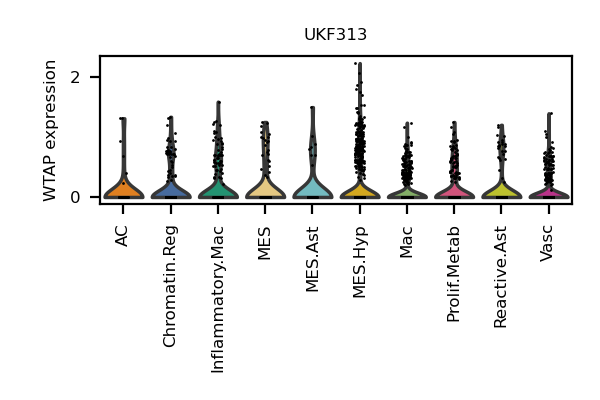 UKF313
WTAP expression
2
0
AC
Chromatin.Reg
Inflammatory.Mac
MES
MES.Ast
MES.Hyp
Mac
Prolif.Metab
Reactive.Ast
Vasc